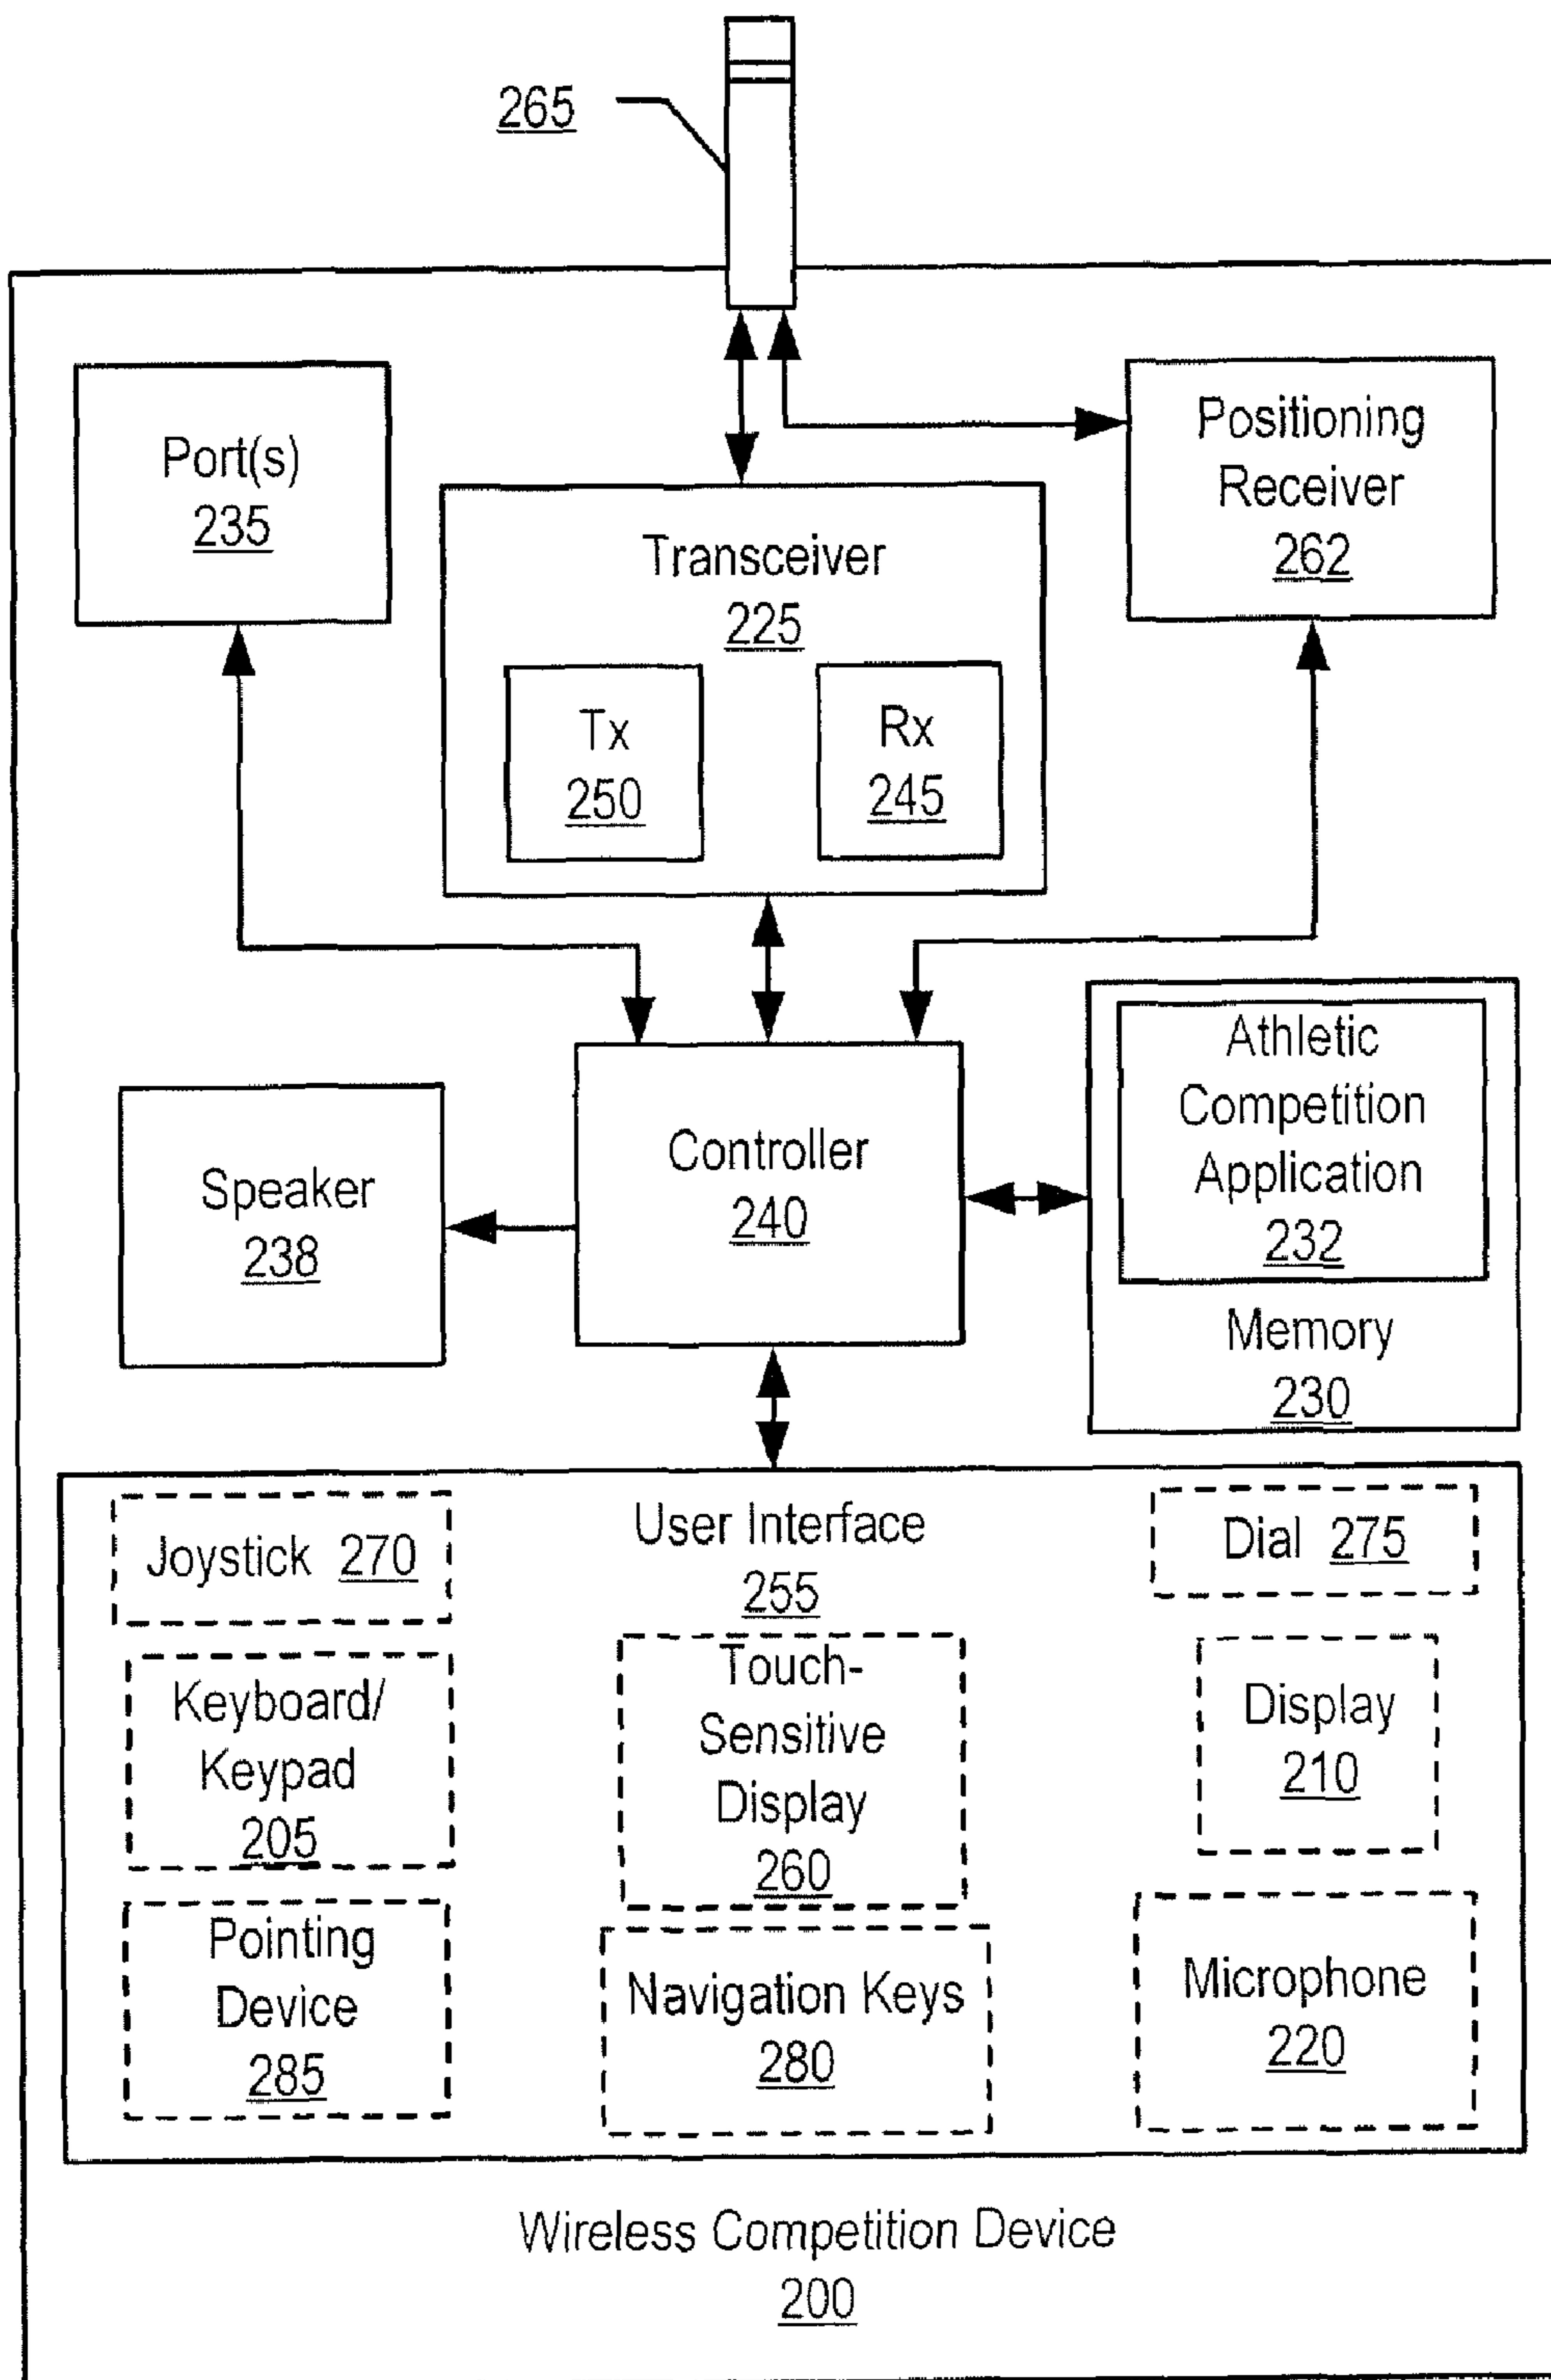 265
Port(s)
235
Positioning
Receiver
262
Transceiver
225
Tx
250
Rx
245
Speaker
238
Controller
240
Athletic
Competition
Application
232
Memory
230
User Interface
255
Joystick 270
Dial 275
Keyboard/
Keypad
205
Touch-
Sensitive
Display
260
Display
210
Pointing
Device
285
Navigation Keys
280
Microphone
220
Wireless Competition Device
200